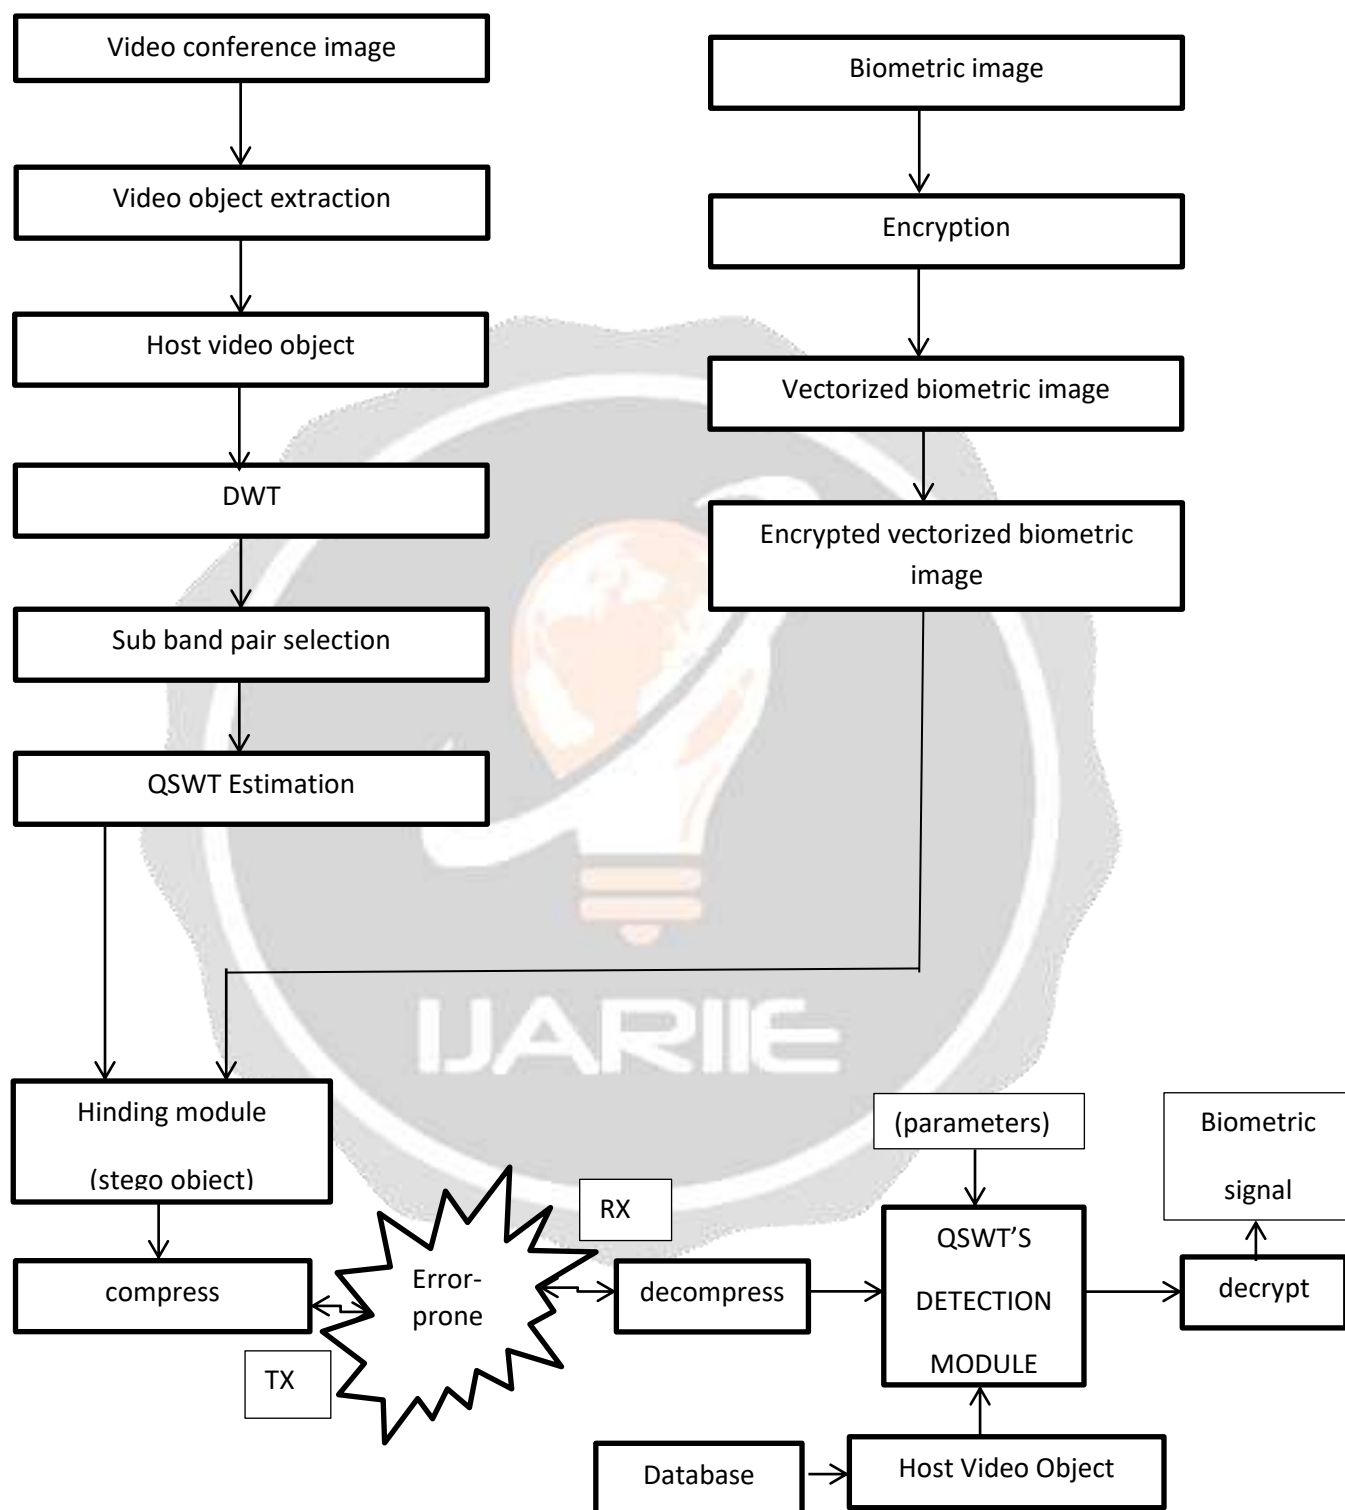 Video conference image
Biometric image
Video object extraction
Encryption
Host video object
Vectorized biometric image
DWT
Encrypted vectorized biometric
image
Sub band pair selection
QSWT Estimation
IJARIIE
Hinding module
(stego object)
(parameters)
Biometric
signal
RX
QSWT'S
DETECTION
MODULE
compress
Error-
prone
decompress
decrypt
TX
Database
Host Video Object